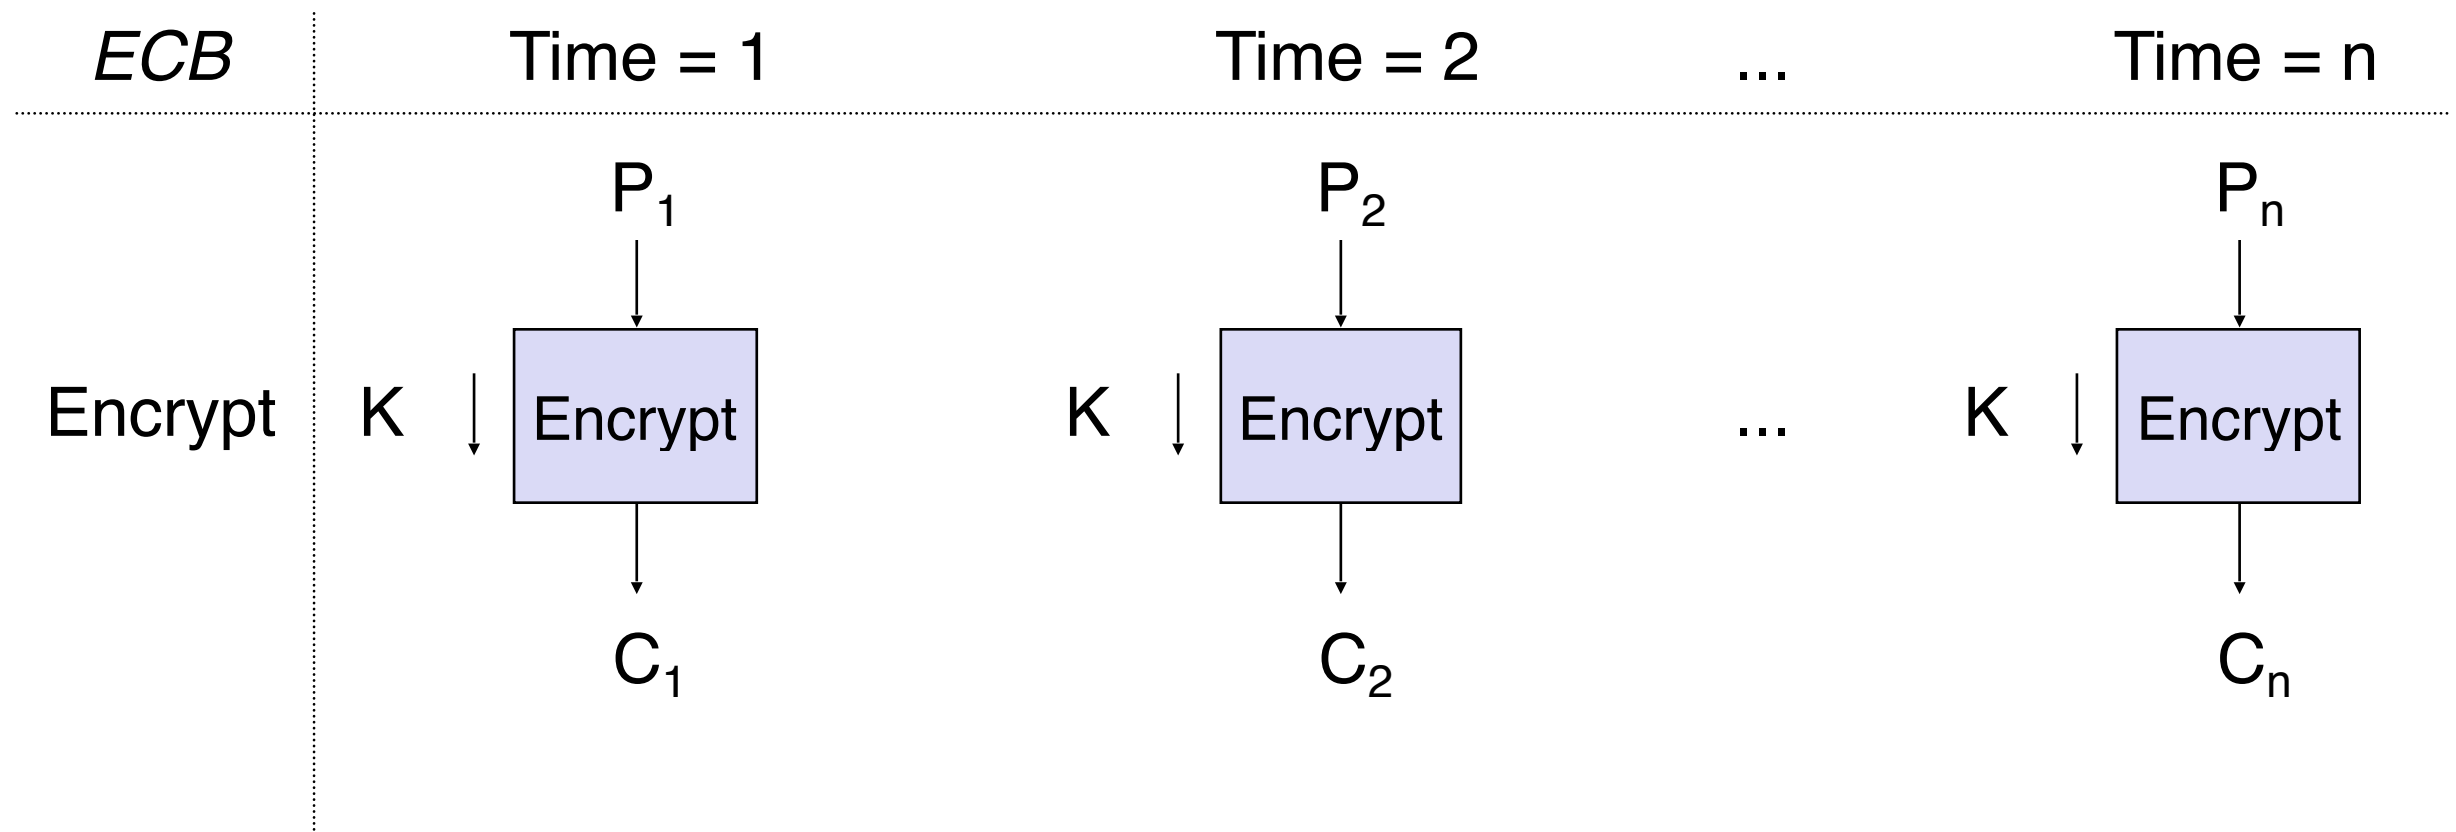 ECB Time = 1 Time = 2 ... Time = n
P1 P2 Pn
Encrypt K Encrypt K Encrypt ... K Encrypt
C1 C2 Cn